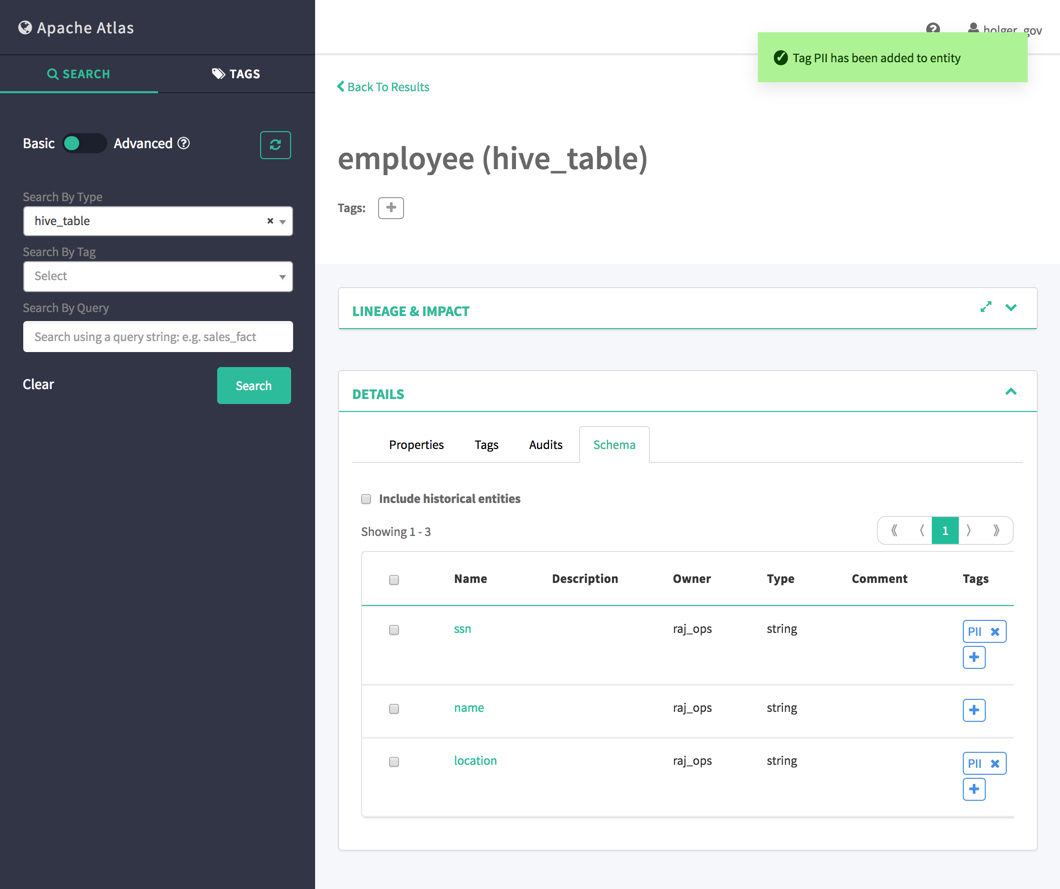 Apache Atlas
SEARCH
TAGS
Basic Advanced
Search By Type
hive_table
Search By Tag
Select
Search By Query
Search using a query string: e.g. sales_fact
Clear
Search
holger_gov
Tag PII has been added to entity
Back To Results
employee (hive_table)
Tags:
LINEAGE & IMPACT
DETAILS
Properties Tags Audits Schema
Include historical entities
Showing 1 - 3
1
Name Description Owner Type Comment Tags
ssn raj_ops string PII
name raj_ops string
location raj_ops string PII